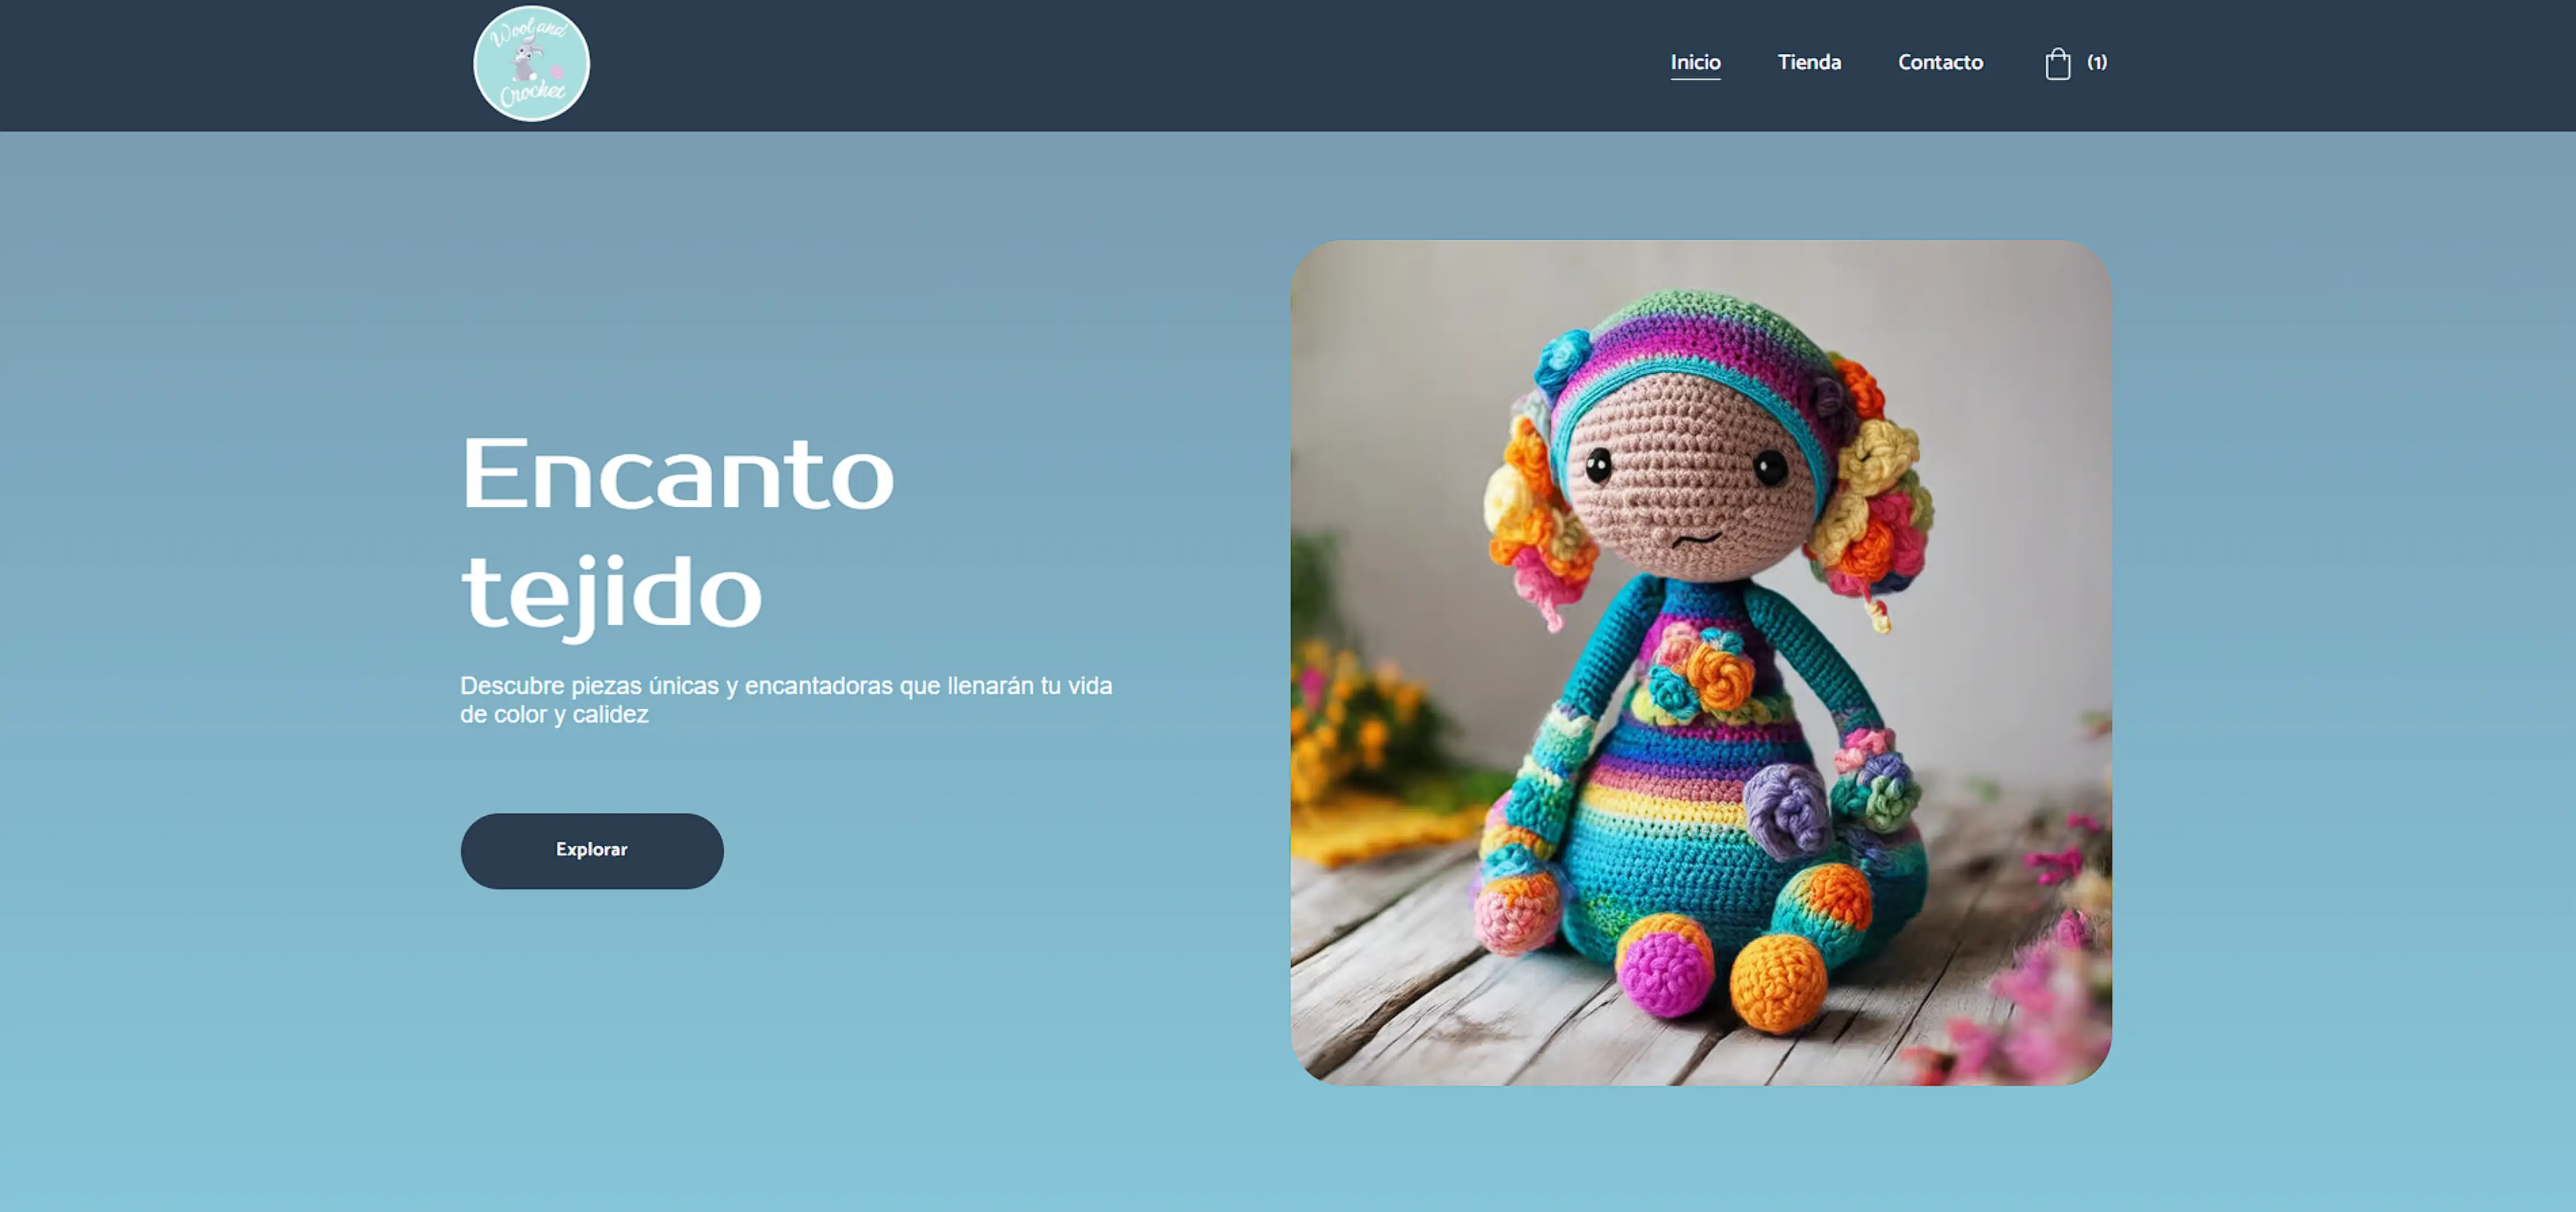 Wool and
Crochet
Inicio Tienda Contacto (1)
Encanto
tejido
Descubre piezas únicas y encantadoras que llenarán tu vida
de color y calidez
Explorar